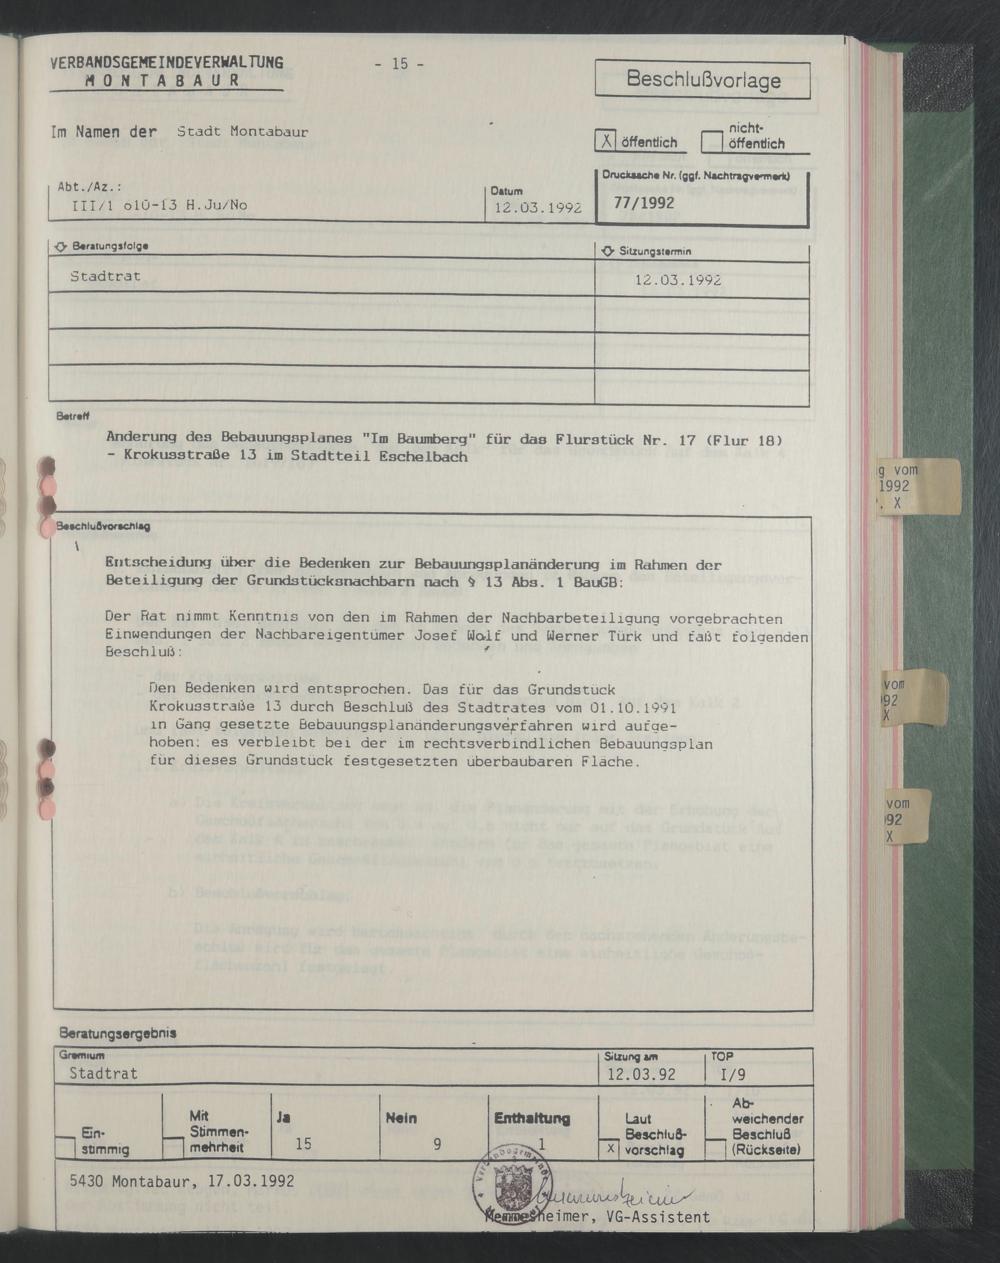 VERBANDSGEMEINDEVERWALTUNG
MONTABAUR
- 15 -
Beschlußvorlage
Im Namen der Stadt Montabaur
X öffentlich
nicht-
öffentlich
Abt./Az.:
III/1 o10-13 H.Ju/No
Datum
12.03.1992
Drucksache Nr. (ggf. Nachtragvermerk)
77/1992
Beratungsfolge
Sitzungstermin
Stadtrat
12.03.1992
Betreff
Änderung des Bebauungsplanes "Im Baumberg" für das Flurstück Nr. 17 (Flur 18)
- Krokusstraße 13 im Stadtteil Eschelbach
Beschlußvorschlag
Entscheidung über die Bedenken zur Bebauungsplanänderung im Rahmen der
Beteiligung der Grundstücksnachbarn nach § 13 Abs. 1 BauGB:
Der Rat nimmt Kenntnis von den im Rahmen der Nachbarbeteiligung vorgebrachten
Einwendungen der Nachbareigentümer Josef Wolf und Werner Türk und faßt folgenden
Beschluß:
Den Bedenken wird entsprochen. Das für das Grundstück
Krokusstraße 13 durch Beschluß des Stadtrates vom 01.10.1991
in Gang gesetzte Bebauungsplanänderungsverfahren wird aufge-
hoben; es verbleibt bei der im rechtsverbindlichen Bebauungsplan
für dieses Grundstück festgesetzten überbaubaren Fläche.
Beratungsergebnis
Gremium
Stadtrat
Sitzung am
12.03.92
TOP
I/9
Ein-
stimmig
Mit
Stimmen-
mehrheit
Ja
15
Nein
9
Enthaltung
1
Laut
Beschluß-
X vorschlag
Ab-
weichender
Beschluß
(Rückseite)
5430 Montabaur, 17.03.1992
Memmesheimer, VG-Assistent
g vom
1992
. X
vom
92
X
vom
92
X